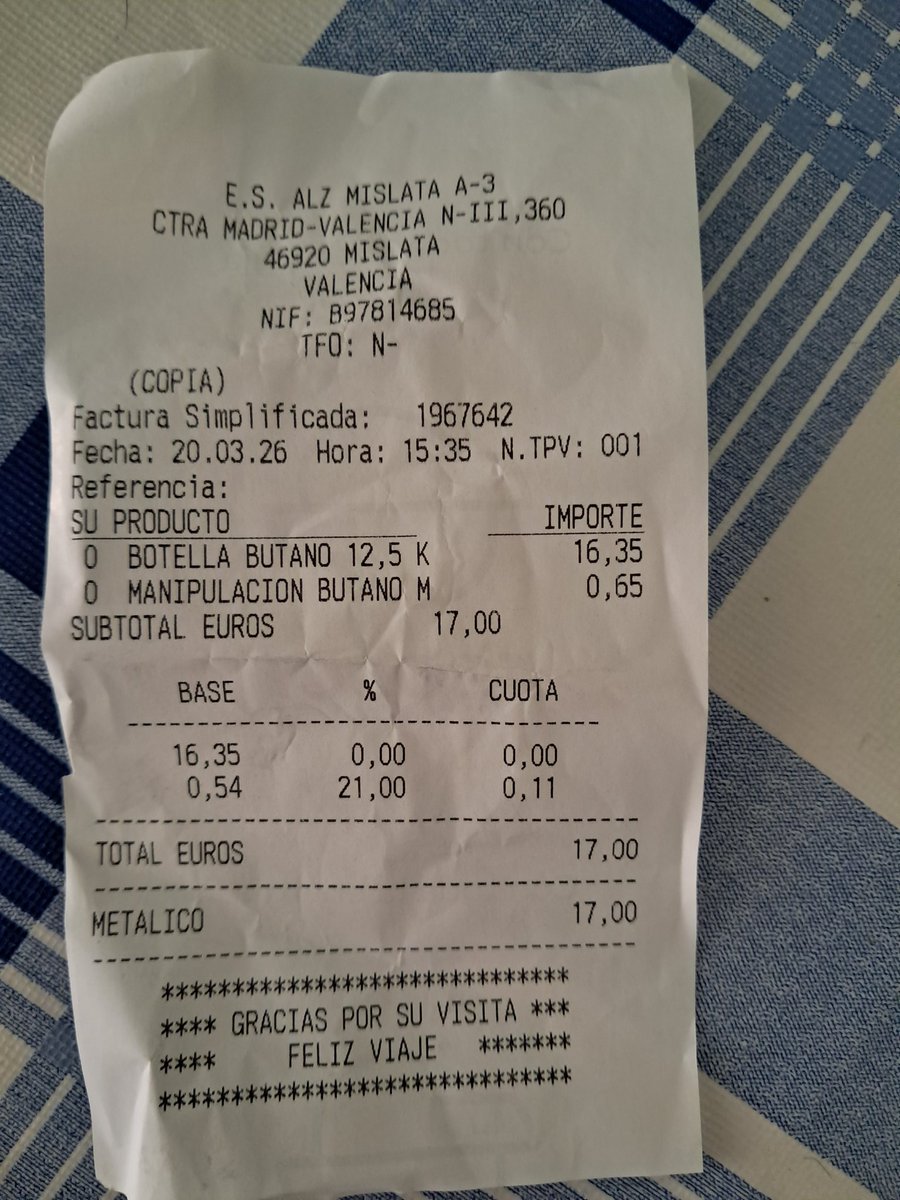 E.S. ALZ MISLATA A-3
CTRA MADRID-VALENCIA N-III,360
46920 MISLATA
VALENCIA
NIF: B97814685
TFO: N-
(COPIA)
Factura Simplificada: 1967642
Fecha: 20.03.26 Hora: 15:35 N.TPV: 001
Referencia:
SU PRODUCTO IMPORTE
0 BOTELLA BUTANO 12,5 K 16,35
0 MANIPULACION BUTANO M 0,65
SUBTOTAL EUROS 17,00
BASE % CUOTA
---------------------------------
16,35 0,00 0,00
0,54 21,00 0,11
--------------------------------------
TOTAL EUROS 17,00
--------------------------------------
METALICO 17,00
--------------------------------------
*****************************
**** GRACIAS POR SU VISITA ***
**** FELIZ VIAJE *******
*****************************